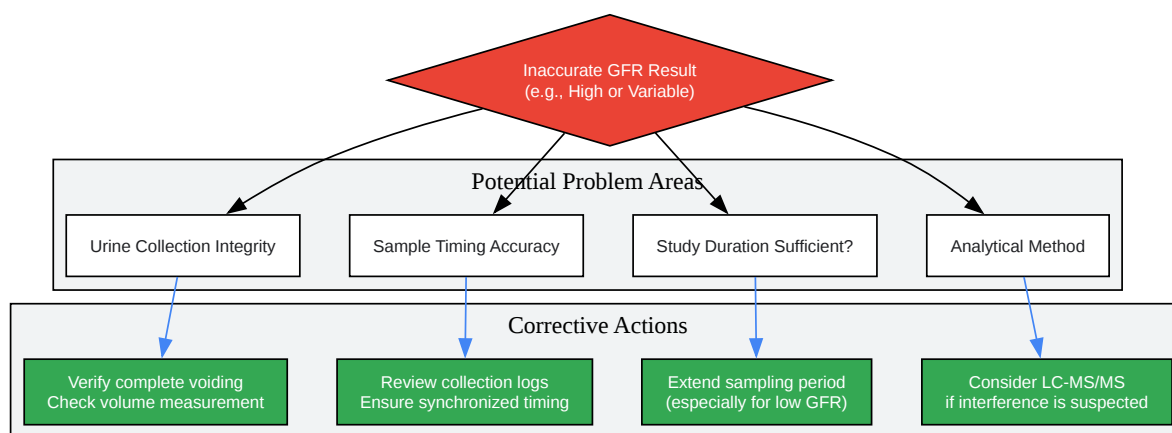 Inaccurate GFR Result
(e.g., High or Variable)
Potential Problem Areas
Urine Collection Integrity
Sample Timing Accuracy
Study Duration Sufficient?
Analytical Method
Corrective Actions
Verify complete voiding
Check volume measurement
Review collection logs
Ensure synchronized timing
Extend sampling period
(especially for low GFR)
Consider LC-MS/MS
if interference is suspected